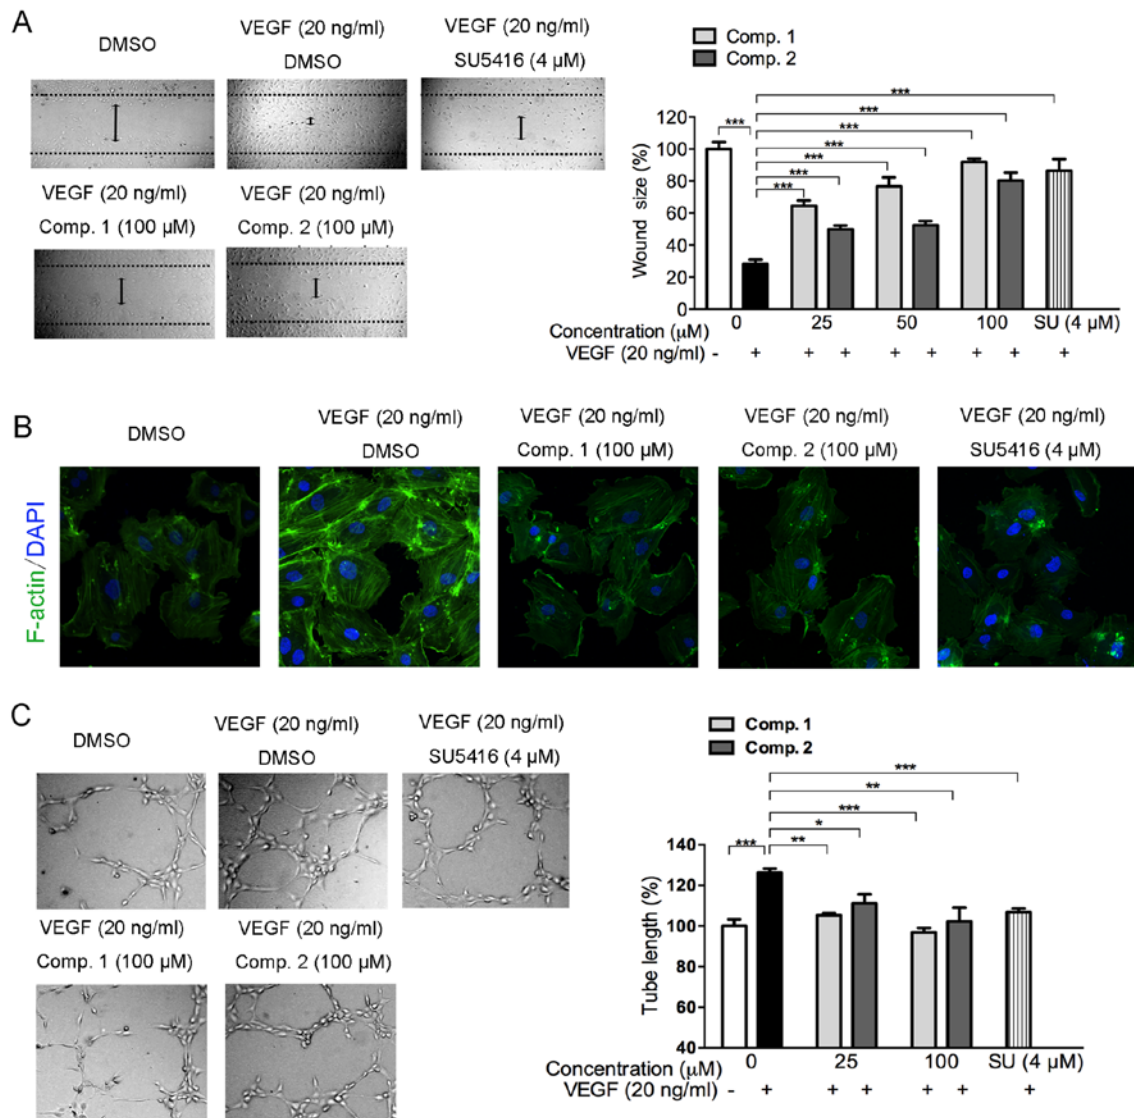 A
DMSO
VEGF (20 ng/ml)
DMSO
VEGF (20 ng/ml)
SU5416 (4 µM)
VEGF (20 ng/ml)
Comp. 1 (100 µM)
VEGF (20 ng/ml)
Comp. 2 (100 µM)
Comp. 1
Comp. 2
***
***
***
***
***
***
***
***
Wound size (%)
120
100
80
60
40
20
0
Concentration (µM)
0 25 50 100 SU (4 µM)
VEGF (20 ng/ml) - + + + + + + + +
B
DMSO
VEGF (20 ng/ml)
DMSO
VEGF (20 ng/ml)
Comp. 1 (100 µM)
VEGF (20 ng/ml)
Comp. 2 (100 µM)
VEGF (20 ng/ml)
SU5416 (4 µM)
F-actin/DAPI
C
DMSO
VEGF (20 ng/ml)
DMSO
VEGF (20 ng/ml)
SU5416 (4 µM)
VEGF (20 ng/ml)
Comp. 1 (100 µM)
VEGF (20 ng/ml)
Comp. 2 (100 µM)
Comp. 1
Comp. 2
***
**
***
*
***
**
Tube length (%)
140
120
100
80
60
40
Concentration (µM)
0 25 100 SU (4 µM)
VEGF (20 ng/ml) - + + + + + +